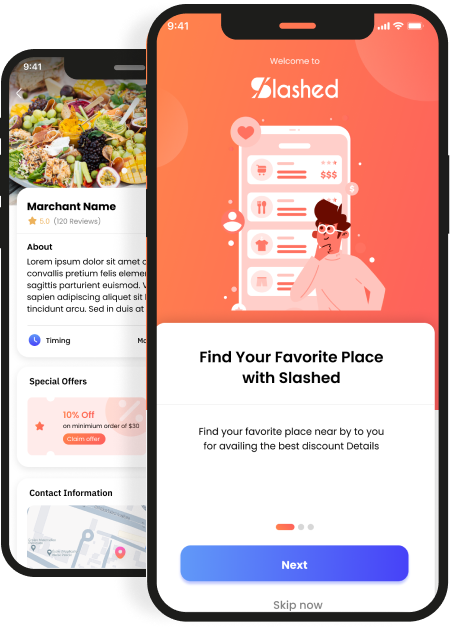 9:41
Marchant Name
5.0 (120 Reviews)
About
Lorem ipsum dolor sit amet
convallis pretium felis eleme
sagittis parturient euismod. V
sapien adipiscing aliquet sit
tincidunt arcu. Sed in duis at
Timing
Special Offers
10% Off
on minimium order of $30
Claim offer
Contact Information
9:41
Welcome to
Slashed
$$$
$
Find Your Favorite Place
with Slashed
Find your favorite place near by to you
for availing the best discount Details
Next
Skip now